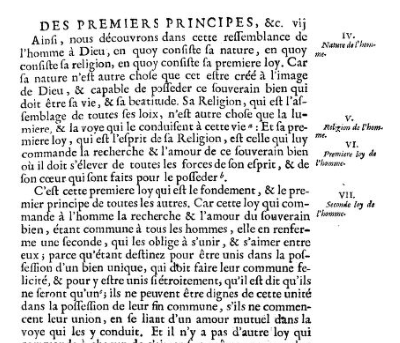 DES PREMIERS PRINCIPES, &c. vij
Ainſi, nous découvrons dans cette reſſemblance de
l'homme à Dieu, en quoy conſiſte ſa nature, en quoy
conſiſte ſa religion, en quoy conſiſte ſa premiere loy. Car
ſa nature n'eſt autre choſe que cet eſtre créé à l'image
de Dieu, & capable de poſſeder ce ſouverain bien qui
doit être ſa vie, & ſa beatitude. Sa Religion, qui eſt l'aſ-
ſemblage de toutes ſes loix, n'eſt autre choſe que la lu-
miere, & la voye qui le conduiſent à cette vie ᵃ: Et ſa pre-
miere loy, qui eſt l'eſprit de ſa Religion, eſt celle qui luy
commande la recherche & l'amour de ce ſouverain bien
où il doit s'élever de toutes les forces de ſon eſprit, & de
ſon cœur qui ſont faits pour le poſſeder ᵇ.
C'eſt cette premiere loy qui eſt le fondement, & le pre-
mier principe de toutes les autres. Car cette loy qui com-
mande à l'homme la recherche & l'amour du ſouverain
bien, étant commune à tous les hommes, elle en renfer-
me une ſeconde, qui les oblige à s'unir, & s'aimer entre
eux; parce qu'étant deſtinez pour être unis dans la poſ-
ſeſſion d'un bien unique, qui doit faire leur commune fe-
licité, & pour y eſtre unis ſi étroitement, qu'il eſt dit qu'ils
ne ſeront qu'un ᶜ; ils ne peuvent être dignes de cette unité
dans la poſſeſſion de leur fin commune, s'ils ne commen-
cent leur union, en ſe liant d'un amour mutuel dans la
voye qui les y conduit. Et il n'y a pas d'autre loy qui
IV.
Nature de l'hom-
me.
V.
Religion de l'hom-
me.
VI.
Premiere loy de
l'homme.
VII.
Seconde loy de
l'homme.